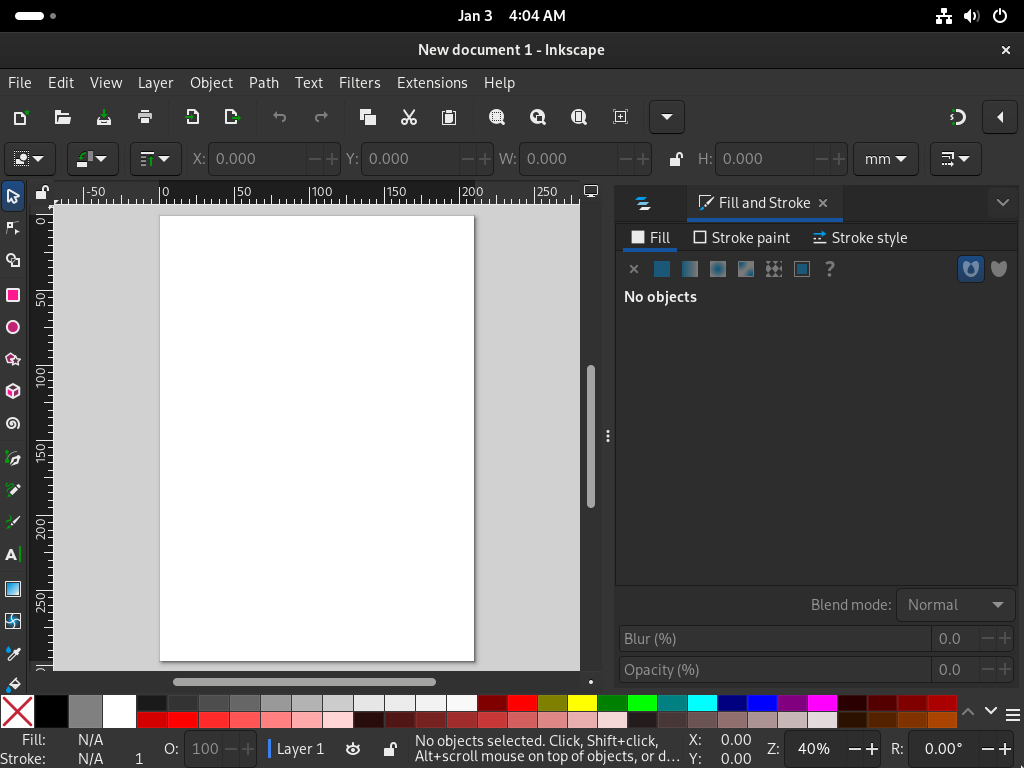 Jan 3 4:04 AM
New document 1 - Inkscape
File Edit View Layer Object Path Text Filters Extensions Help
X: 0.000 Y: 0.000 W: 0.000 H: 0.000 mm
-50 0 50 100 150 200 250
0
50
100
150
200
250
Fill and Stroke
Fill Stroke paint Stroke style
?
No objects
Blend mode: Normal
Blur (%) 0.0
Opacity (%) 0.0
A
Fill: N/A
Stroke: N/A 1
O: 100
Layer 1
No objects selected. Click, Shift+click,
Alt+scroll mouse on top of objects, or d...
X: 0.00
Y: 0.00
Z: 40%
R: 0.00°